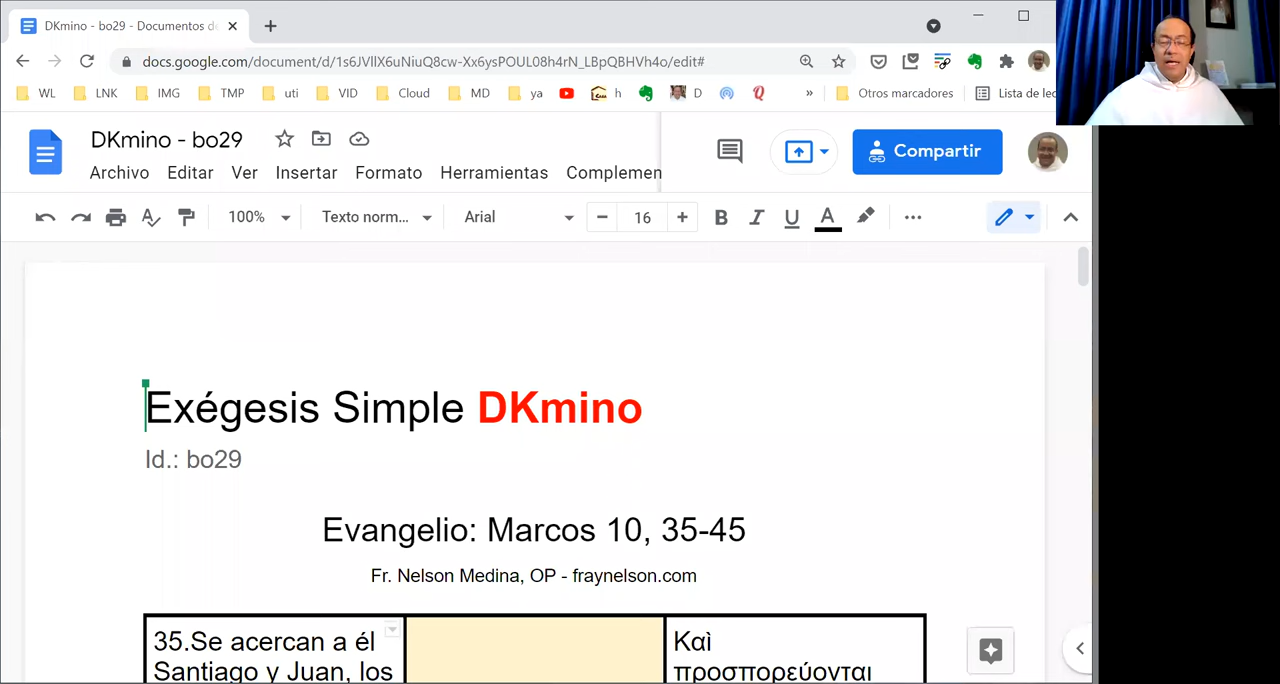 DKmino - bo29 - Documentos de
docs.google.com/document/d/1s6JVllX6uNiuQ8cw-Xx6ysPOUL08h4rN_LBpQBHVh4o/edit#
WL LNK IMG TMP uti VID Cloud MD ya h D » Otros marcadores Lista de lec
DKmino - bo29
Compartir
Archivo Editar Ver Insertar Formato Herramientas Complemen
100% Texto norm... Arial 16 B I U A
Exégesis Simple DKmino
Id.: bo29
Evangelio: Marcos 10, 35-45
Fr. Nelson Medina, OP - fraynelson.com
35.Se acercan a él
Santiago y Juan, los
Καὶ
προσπορεύονται